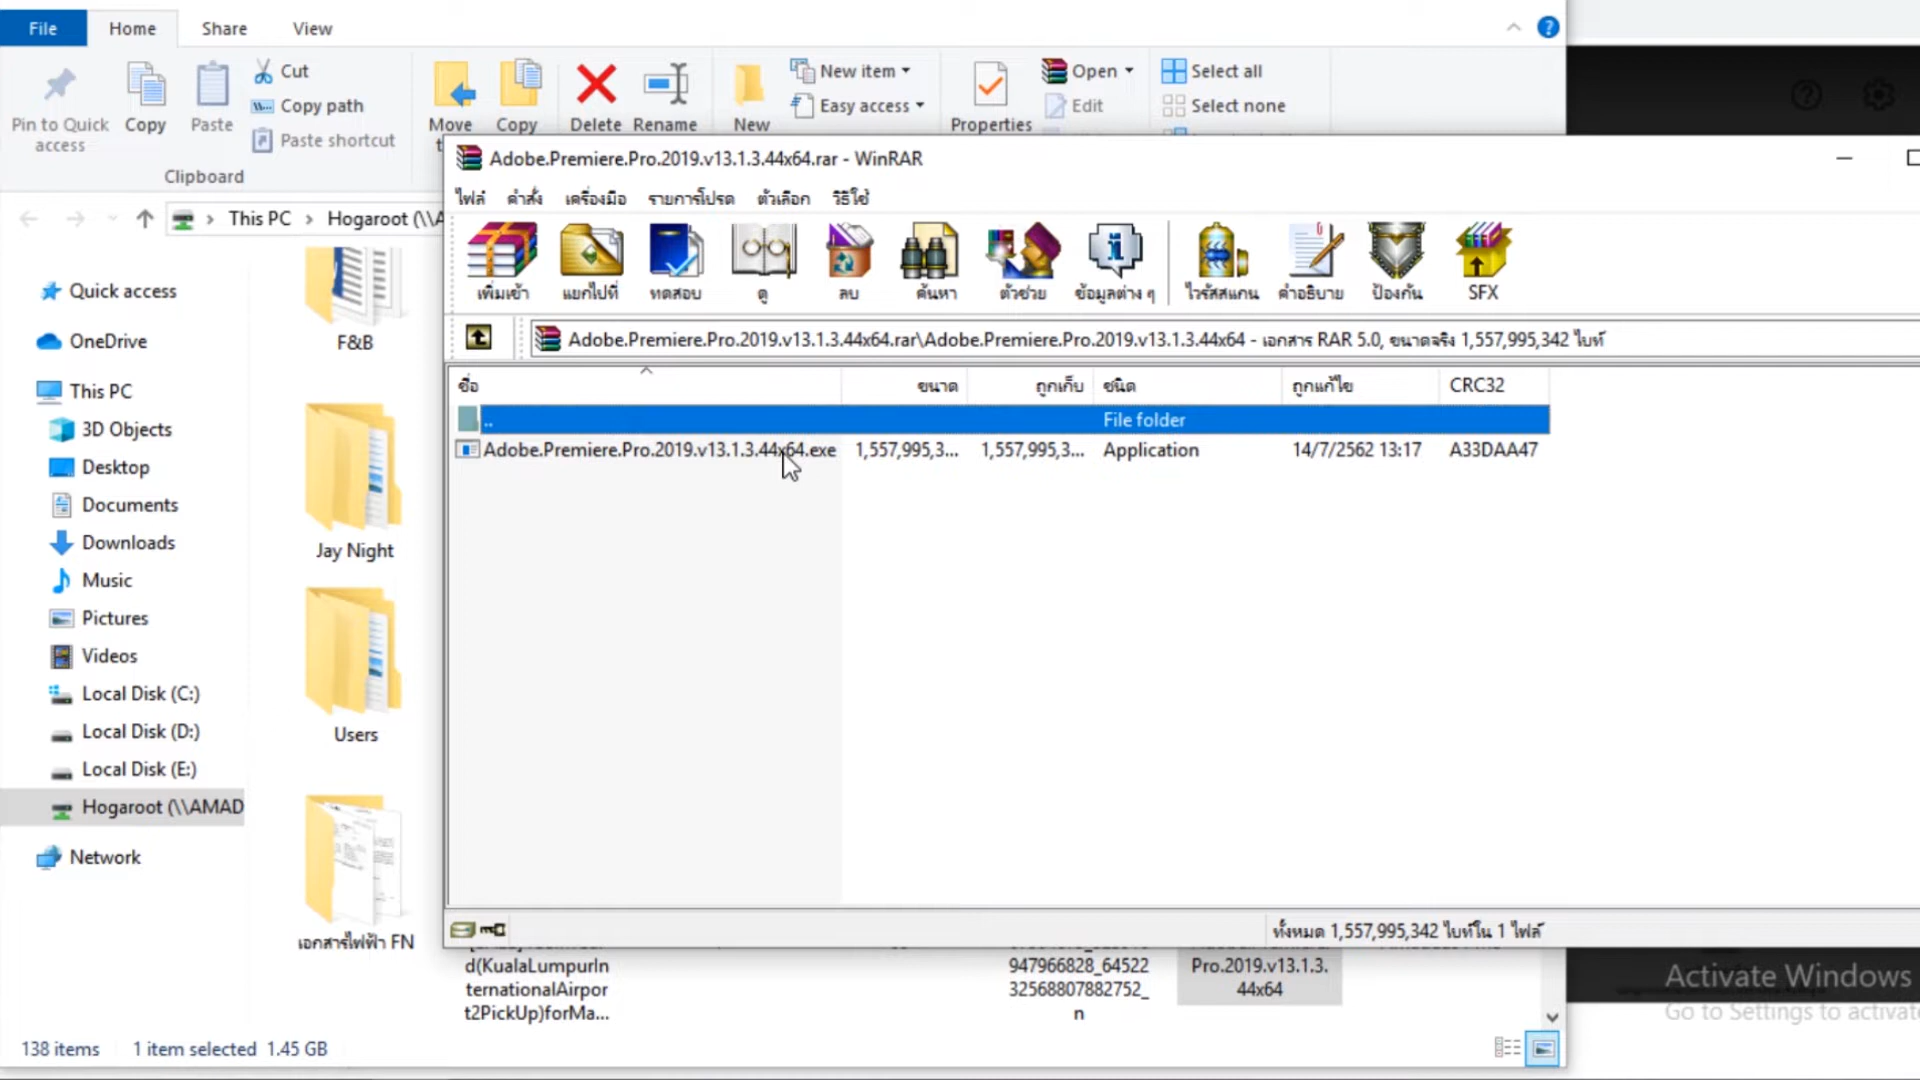 File Home Share View
Pin to Quick access
Copy
Paste
Cut
Copy path
Paste shortcut
Clipboard
Move
Copy
Delete
Rename
New
New item
Easy access
Properties
Open
Edit
Select all
Select none
This PC Hogaroot (\\A
Quick access
OneDrive
This PC
3D Objects
Desktop
Documents
Downloads
Music
Pictures
Videos
Local Disk (C:)
Local Disk (D:)
Local Disk (E:)
Hogaroot (\\AMAD
Network
F&B
Jay Night
Users
เอกสารไฟฟ้า FN
Adobe.Premiere.Pro.2019.v13.1.3.44x64.rar - WinRAR
ไฟล์ คำสั่ง เครื่องมือ รายการโปรด ตัวเลือก วิธีใช้
เพิ่มเข้า แยกไปที่ ทดสอบ ดู ลบ ค้นหา ตัวช่วย ข้อมูลต่าง ๆ ไวรัสสแกน คำอธิบาย ป้องกัน SFX
Adobe.Premiere.Pro.2019.v13.1.3.44x64.rar\Adobe.Premiere.Pro.2019.v13.1.3.44x64 - เอกสาร RAR 5.0, ขนาดจริง 1,557,995,342 ไบท์
ชื่อ ขนาด ถูกเก็บ ชนิด ถูกแก้ไข CRC32
.. File folder
Adobe.Premiere.Pro.2019.v13.1.3.44x64.exe 1,557,995,3... 1,557,995,3... Application 14/7/2562 13:17 A33DAA47
ทั้งหมด 1,557,995,342 ไบท์ใน 1 ไฟล์
d(KualaLumpurIn
ternationalAirpor
t2PickUp)forMa...
947966828_64522
32568807882752_
n
Pro.2019.v13.1.3.
44x64
Activate Windows
Go to Settings to activate
138 items 1 item selected 1.45 GB